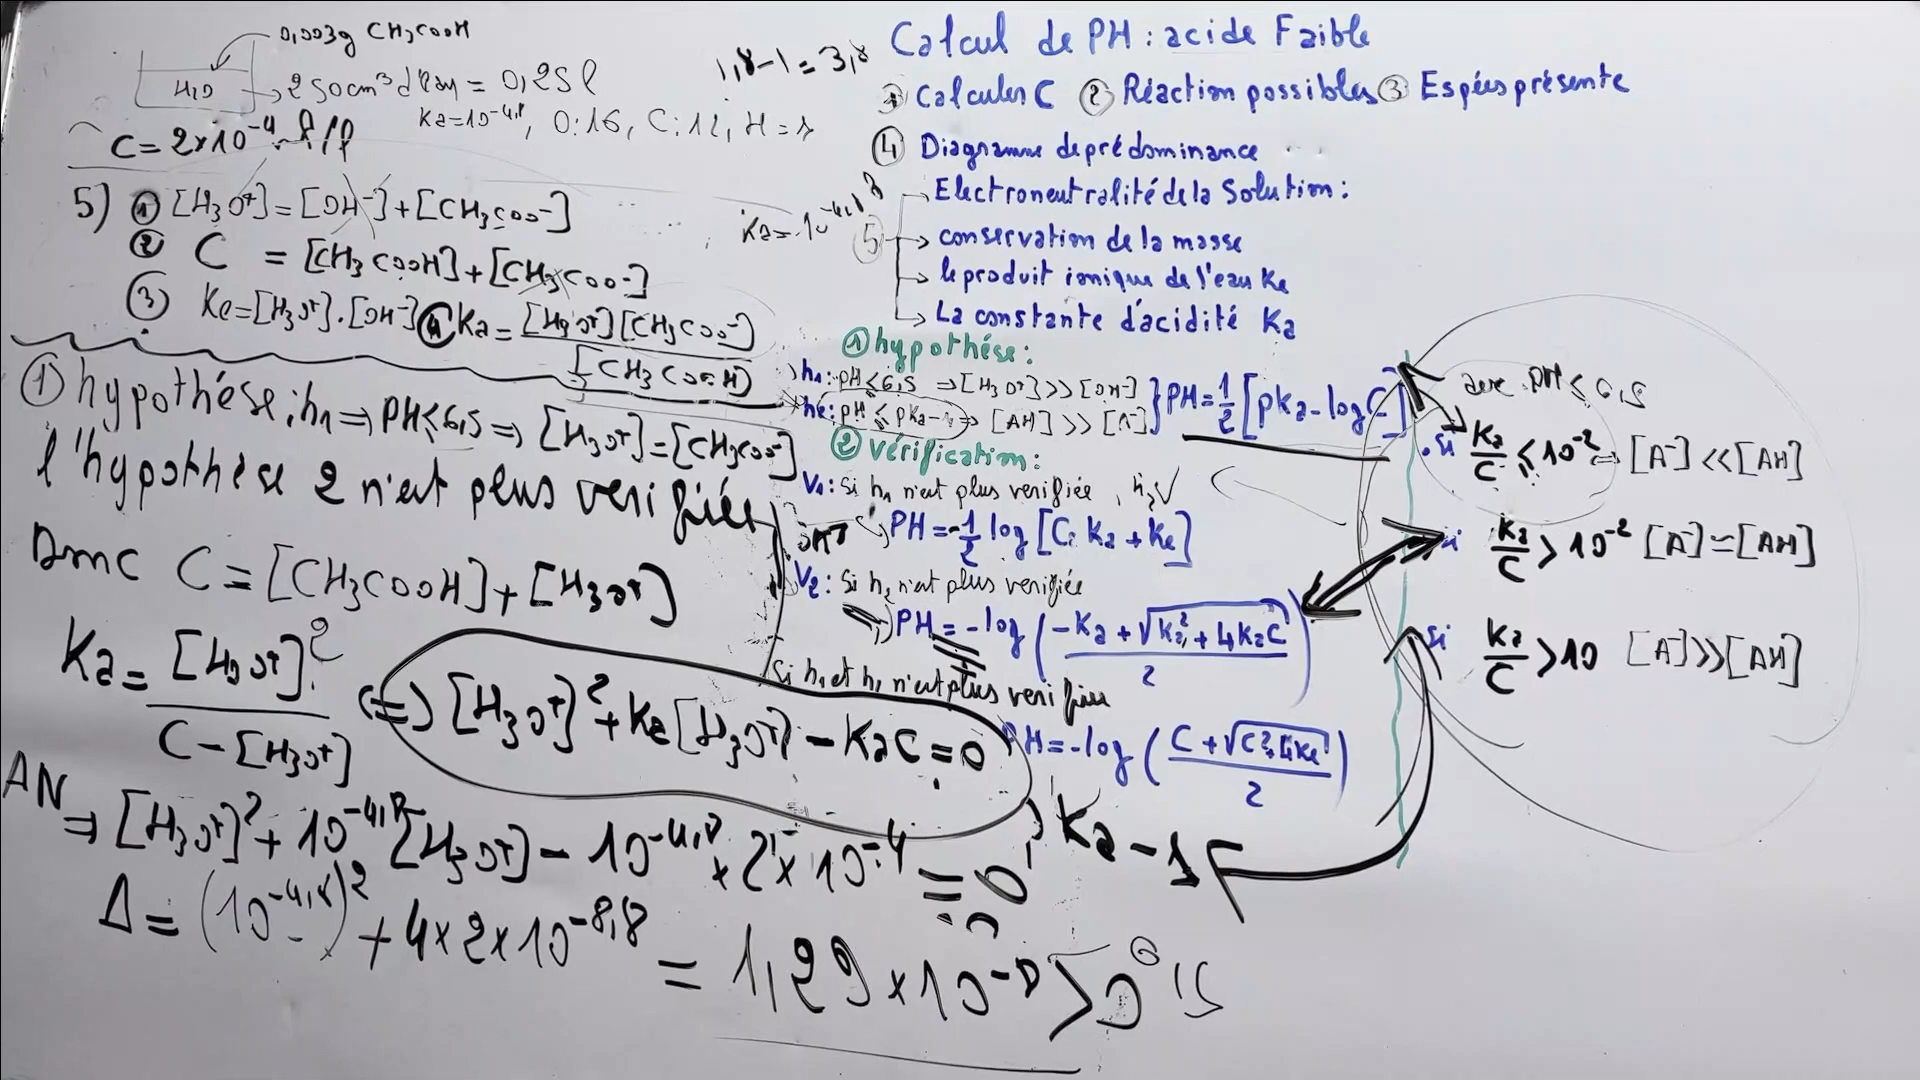 0,003g CH3COOH
H2O
250cm³ d'eau = 0,25l
Ka=10^-4,8, O:16, C:12, H=1
C = 2×10^-4
5) ① [H3O+] = [OH-] + [CH3COO-]
② C = [CH3COOH] + [CH3COO-]
③ Ke = [H3O+].[OH-] ④ Ka = [H3O+][CH3COO-] / [CH3COOH]
① hypothése: h1 ⇒ PH ≤ 6,5 ⇒ [H3O+] = [CH3COO-]
l'hypothése 2 n'est plus verifiée
Donc C = [CH3COOH] + [H3O+]
Ka = [H3O+]² / C - [H3O+] ⇔ [H3O+]² + Ka[H3O+] - KaC = 0
AN ⇒ [H3O+]² + 10^-4,8 [H3O+] - 10^-4,8 × 2 × 10^-4 = 0
Δ = (10^-4,8)² + 4×2×10^-8,8 = 1,29 × 10^-8 > 0
1,8-1 = 3,8
Calcul de PH : acide Faible
① Calculer C ② Réaction possibles ③ Espéces présente
④ Diagramme de prédominance
Ka = 10^-4,8
⑤ Electroneutralité de la Solution :
conservation de la masse
le produit ionique de l'eau Ke
La constante d'acidité Ka
① hypothése :
h1 : pH ≤ 6,5 ⇒ [H3O+] >> [OH-]
h2 : pH ≤ pKa-1 ⇒ [AH] >> [A-] } PH = 1/2 [pKa - log C]
② vérification :
V1 : Si h1 n'est plus verifiée, h2 ✓
PH = -1/2 log [C.Ka + Ke]
V2 : Si h2 n'est plus verifiée
PH = -log ( -Ka + √Ka² + 4KaC / 2 )
Si h1 et h2 n'est plus verifiée
PH = -log ( C + √C² + 4Ke / 2 )
Ka - 1
avec PH ≤ 6,5
. si Ka/C ≤ 10^-2 ⇒ [A-] << [AH]
si Ka/C > 10^-2 [A-] ≃ [AH]
si Ka/C > 10 [A-] >> [AH]